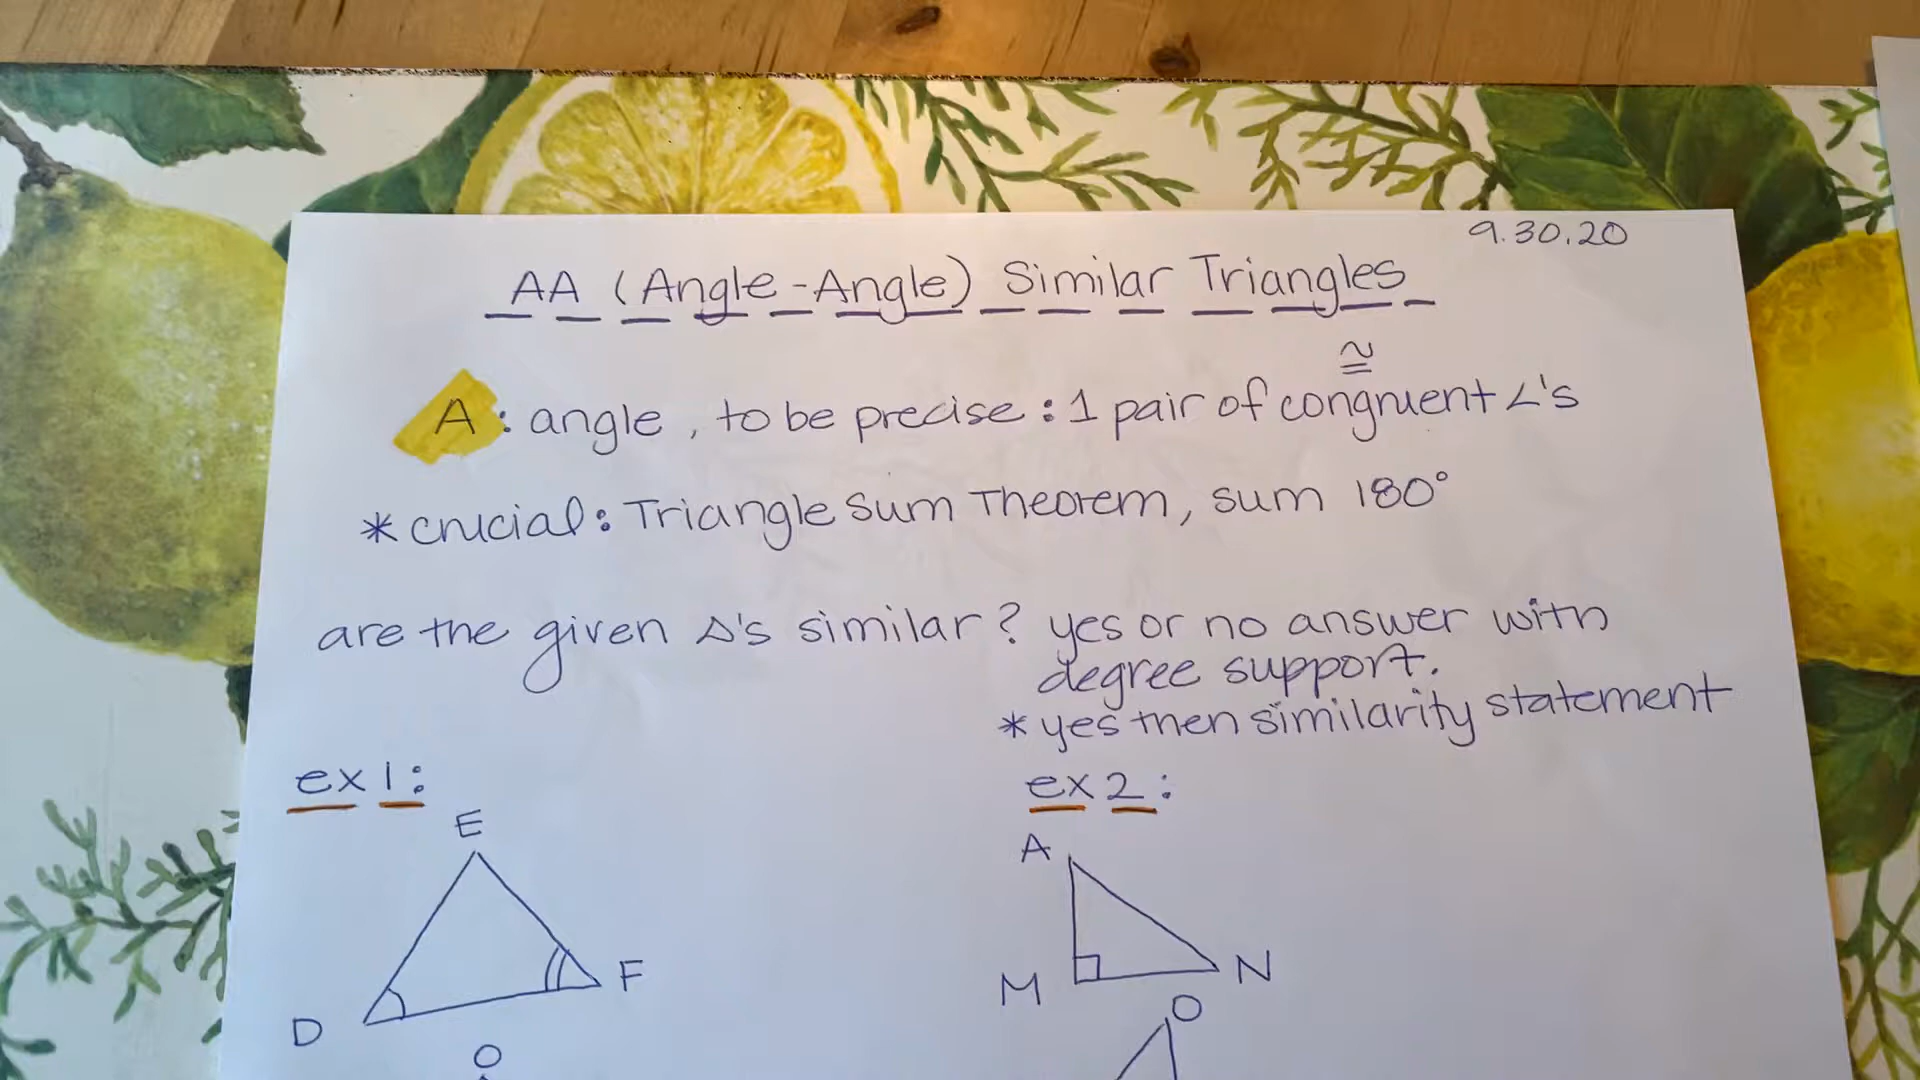 9.30.20
AA (Angle-Angle) Similar Triangles
≅
A: angle, to be precise: 1 pair of congruent ∠'s
* crucial: Triangle Sum Theorem, sum 180°
are the given △'s similar? yes or no answer with
degree support.
* yes then similarity statement
ex 1:
ex 2:
E
A
F
N
M
D
O
O